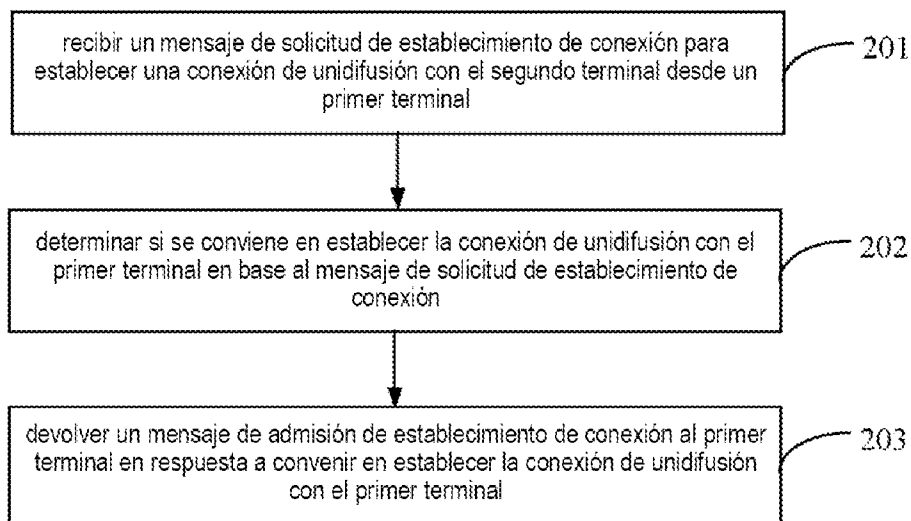 recibir un mensaje de solicitud de establecimiento de conexión para
establecer una conexión de unidifusión con el segundo terminal desde un
primer terminal
201
determinar si se conviene en establecer la conexión de unidifusión con el
primer terminal en base al mensaje de solicitud de establecimiento de
conexión
202
devolver un mensaje de admisión de establecimiento de conexión al primer
terminal en respuesta a convenir en establecer la conexión de unidifusión
con el primer terminal
203